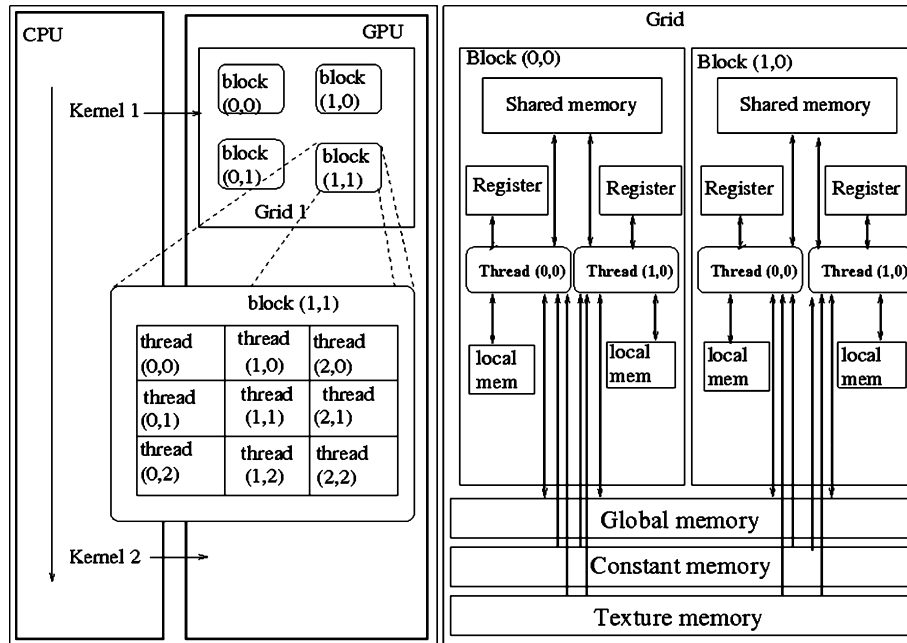 CPU
GPU
Kernel 1
block
(0,0)
block
(1,0)
block
(0,1)
block
(1,1)
Grid 1
block (1,1)
thread
(0,0)
thread
(1,0)
thread
(2,0)
thread
(0,1)
thread
(1,1)
thread
(2,1)
thread
(0,2)
thread
(1,2)
thread
(2,2)
Kernel 2
Grid
Block (0,0)
Shared memory
Register
Register
Thread (0,0)
Thread (1,0)
local
mem
local
mem
Block (1,0)
Shared memory
Register
Register
Thread (0,0)
Thread (1,0)
local
mem
local
mem
Global memory
Constant memory
Texture memory